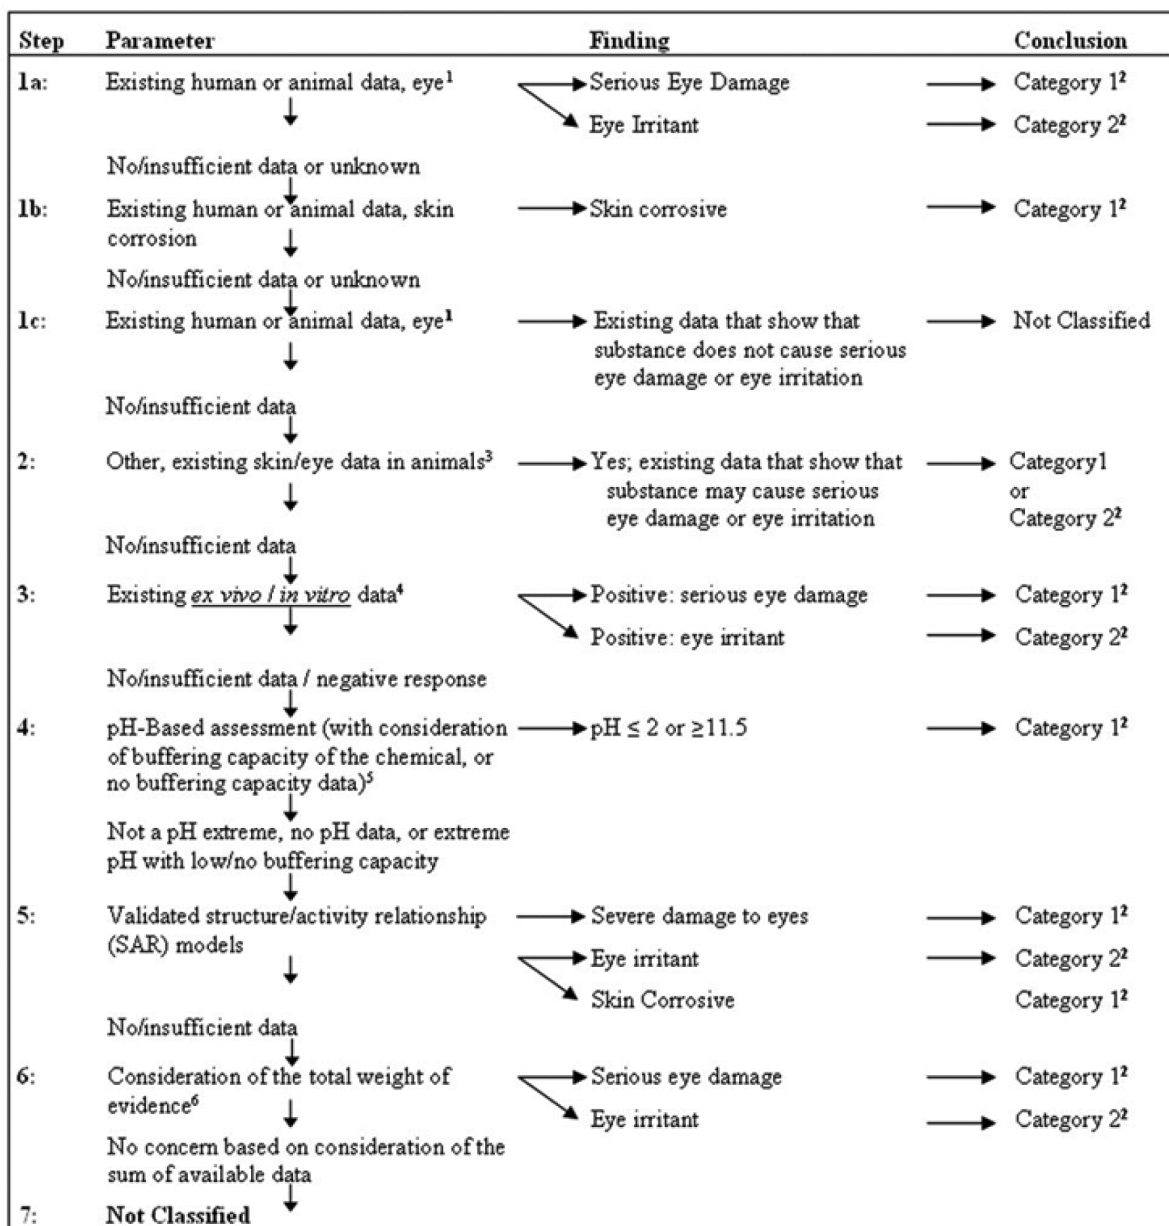 Step Parameter Finding Conclusion
1a: Existing human or animal data, eye¹ Serious Eye Damage Category 1²
Eye Irritant Category 2²
No/insufficient data or unknown
1b: Existing human or animal data, skin Skin corrosive Category 1²
corrosion
No/insufficient data or unknown
1c: Existing human or animal data, eye¹ Existing data that show that Not Classified
substance does not cause serious
eye damage or eye irritation
No/insufficient data
2: Other, existing skin/eye data in animals³ Yes; existing data that show that Category1
substance may cause serious or
eye damage or eye irritation Category 2²
No/insufficient data
3: Existing ex vivo / in vitro data⁴ Positive: serious eye damage Category 1²
Positive: eye irritant Category 2²
No/insufficient data / negative response
4: pH-Based assessment (with consideration pH ≤ 2 or ≥11.5 Category 1²
of buffering capacity of the chemical, or
no buffering capacity data)⁵
Not a pH extreme, no pH data, or extreme
pH with low/no buffering capacity
5: Validated structure/activity relationship Severe damage to eyes Category 1²
(SAR) models
Eye irritant Category 2²
Skin Corrosive Category 1²
No/insufficient data
6: Consideration of the total weight of Serious eye damage Category 1²
evidence⁶
Eye irritant Category 2²
No concern based on consideration of the
sum of available data
7: Not Classified